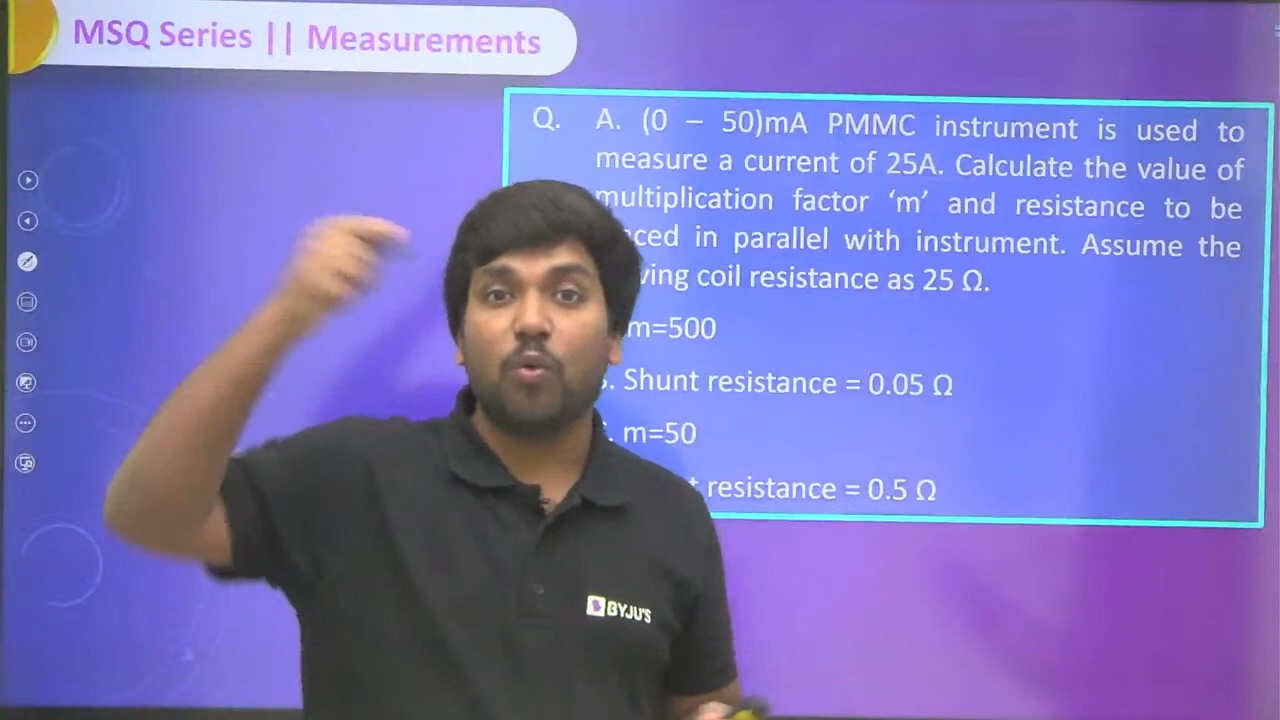 MSQ Series || Measurements
Q. A. (0 – 50)mA PMMC instrument is used to
measure a current of 25A. Calculate the value of
multiplication factor ‘m’ and resistance to be
in parallel with instrument. Assume the
coil resistance as 25 Ω.
m=500
Shunt resistance = 0.05 Ω
m=50
resistance = 0.5 Ω
BYJU'S